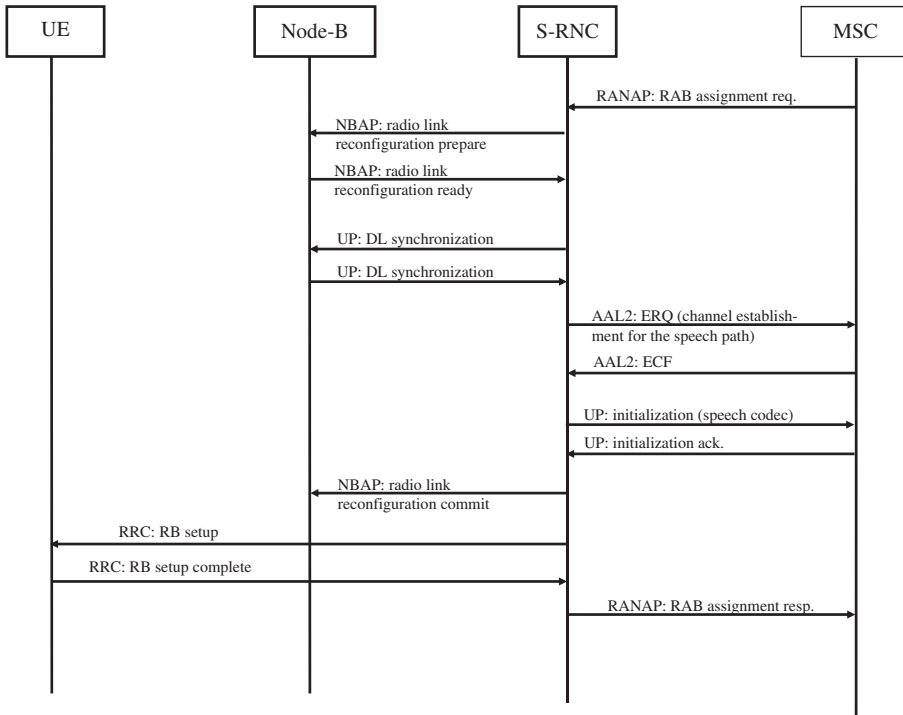 UE
Node-B
S-RNC
MSC
RANAP: RAB assignment req.
NBAP: radio link
reconfiguration prepare
NBAP: radio link
reconfiguration ready
UP: DL synchronization
UP: DL synchronization
AAL2: ERQ (channel establish-
ment for the speech path)
AAL2: ECF
UP: initialization (speech codec)
UP: initialization ack.
NBAP: radio link
reconfiguration commit
RRC: RB setup
RRC: RB setup complete
RANAP: RAB assignment resp.